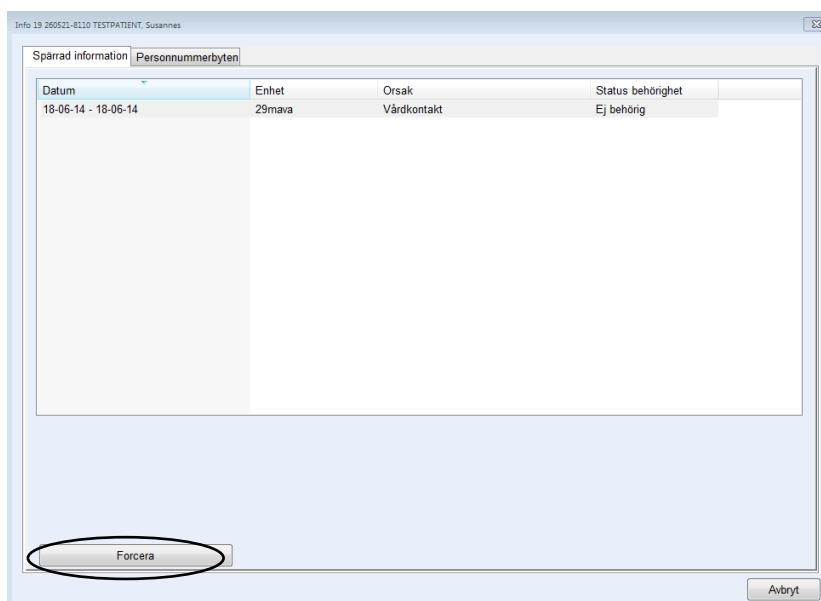 Info 19 260521-8110 TESTPATIENT, Susannes
Spärrad information Personnummerbyten
Datum Enhet Orsak Status behörighet
18-06-14 - 18-06-14 29mava Vårdkontakt Ej behörig
Forcera
Avbryt